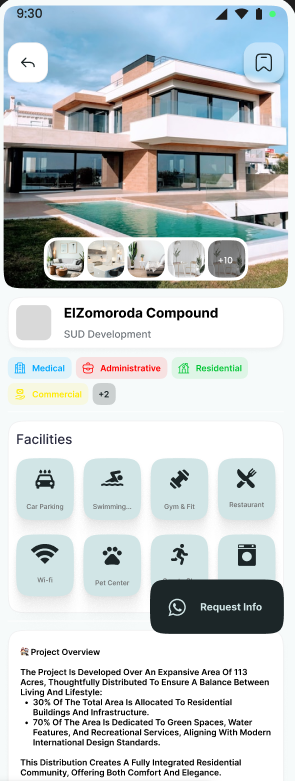 9:30
+10
ElZomoroda Compound
SUD Development
Medical
Administrative
Residential
Commercial
+2
Facilities
Car Parking
Swimming...
Gym & Fit
Restaurant
Wi-fi
Pet Center
Request Info
Project Overview
The Project Is Developed Over An Expansive Area Of 113
Acres, Thoughtfully Distributed To Ensure A Balance Between
Living And Lifestyle:
• 30% Of The Total Area Is Allocated To Residential
Buildings And Infrastructure.
• 70% Of The Area Is Dedicated To Green Spaces, Water
Features, And Recreational Services, Aligning With Modern
International Design Standards.
This Distribution Creates A Fully Integrated Residential
Community, Offering Both Comfort And Elegance.